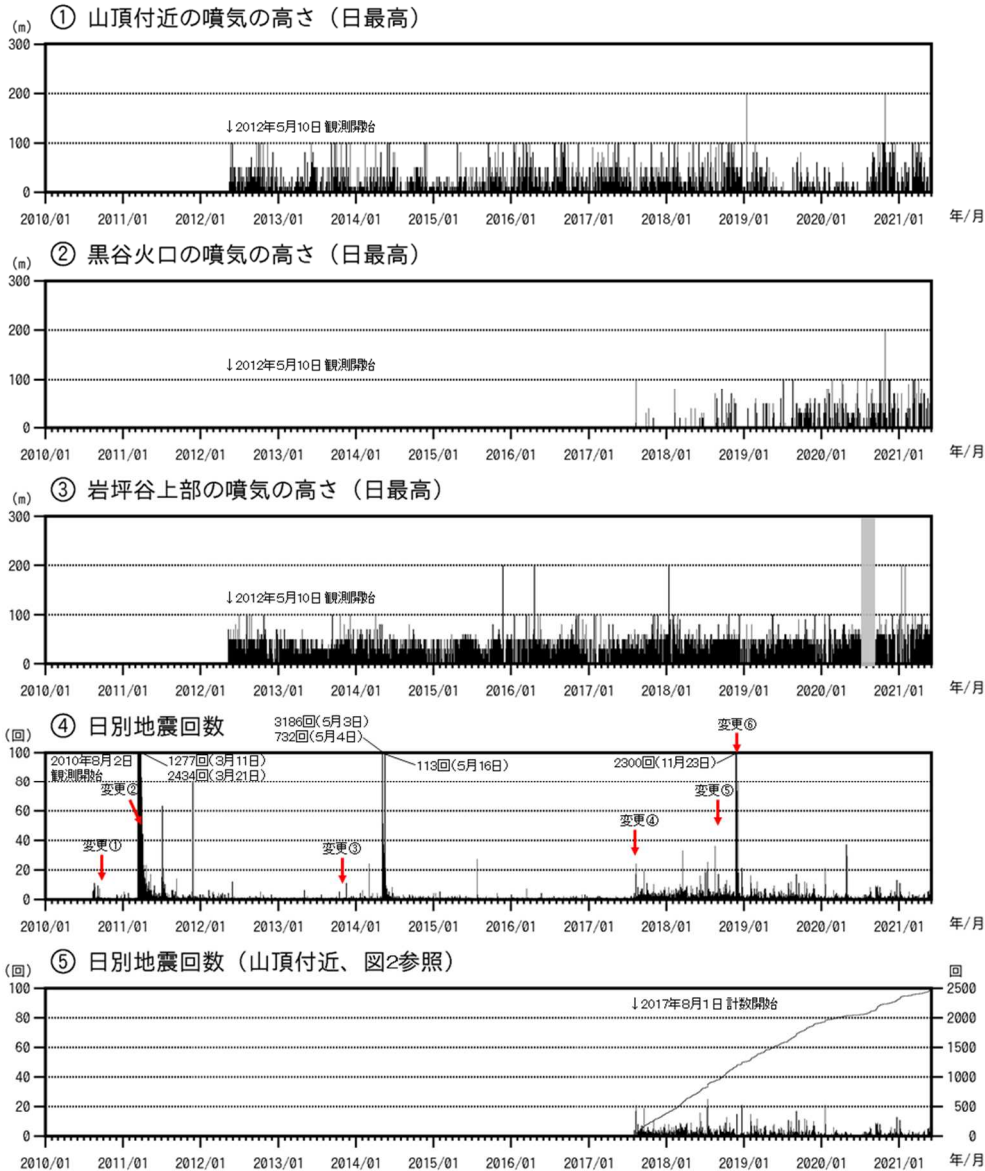 ① 山頂付近の噴気の高さ（日最高）
(m)
300
200
↓2012年5月10日 観測開始
100
0
2010/01 2011/01 2012/01 2013/01 2014/01 2015/01 2016/01 2017/01 2018/01 2019/01 2020/01 2021/01 年/月
② 黒谷火口の噴気の高さ（日最高）
(m)
300
200
↓2012年5月10日 観測開始
100
0
2010/01 2011/01 2012/01 2013/01 2014/01 2015/01 2016/01 2017/01 2018/01 2019/01 2020/01 2021/01 年/月
③ 岩坪谷上部の噴気の高さ（日最高）
(m)
300
200
↓2012年5月10日 観測開始
100
0
2010/01 2011/01 2012/01 2013/01 2014/01 2015/01 2016/01 2017/01 2018/01 2019/01 2020/01 2021/01 年/月
④ 日別地震回数
(回)
3186回(5月3日)
732回(5月4日)
変更⑥
100
2010年8月2日
観測開始
1277回(3月11日)
2434回(3月21日)
113回(5月16日)
2300回(11月23日)
80
変更②
変更⑤
60
変更④
40
変更①
変更③
20
0
2010/01 2011/01 2012/01 2013/01 2014/01 2015/01 2016/01 2017/01 2018/01 2019/01 2020/01 2021/01 年/月
⑤ 日別地震回数（山頂付近、図2参照）
(回) 回
100 2500
↓2017年8月1日 計数開始
80 2000
60 1500
40 1000
20 500
0 0
2010/01 2011/01 2012/01 2013/01 2014/01 2015/01 2016/01 2017/01 2018/01 2019/01 2020/01 2021/01 年/月